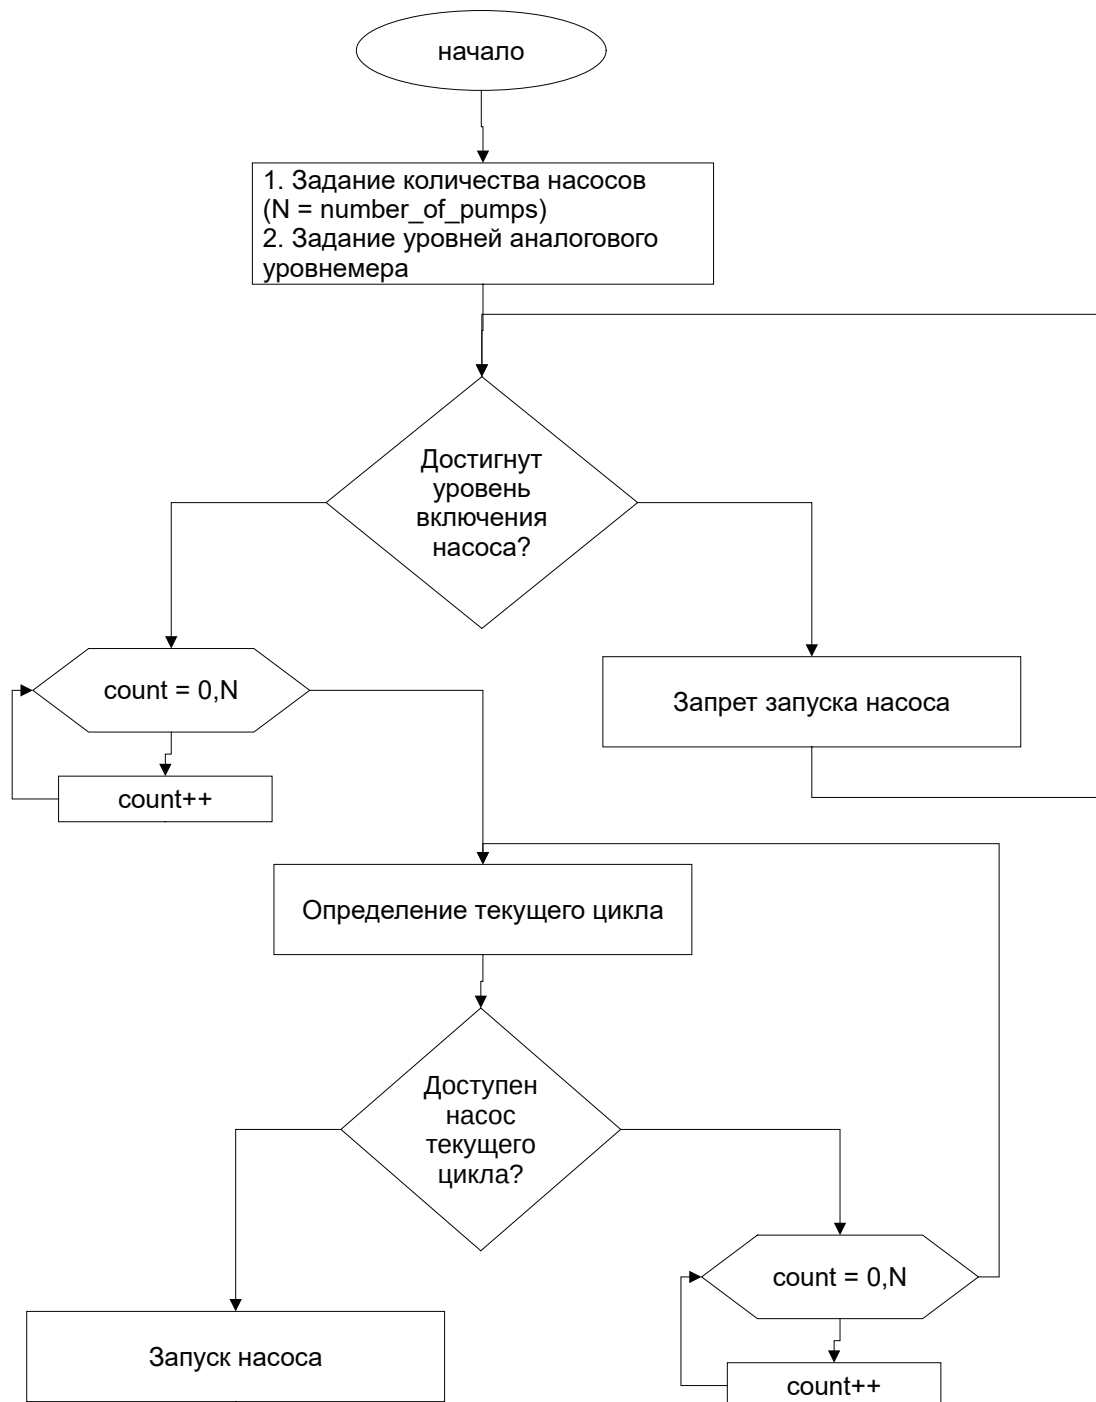 начало
1. Задание количества насосов
(N = number_of_pumps)
2. Задание уровней аналогового
уровнемера
Достигнут
уровень
включения
насоса?
count = 0,N
Запрет запуска насоса
count++
Определение текущего цикла
Доступен
насос
текущего
цикла?
count = 0,N
Запуск насоса
count++